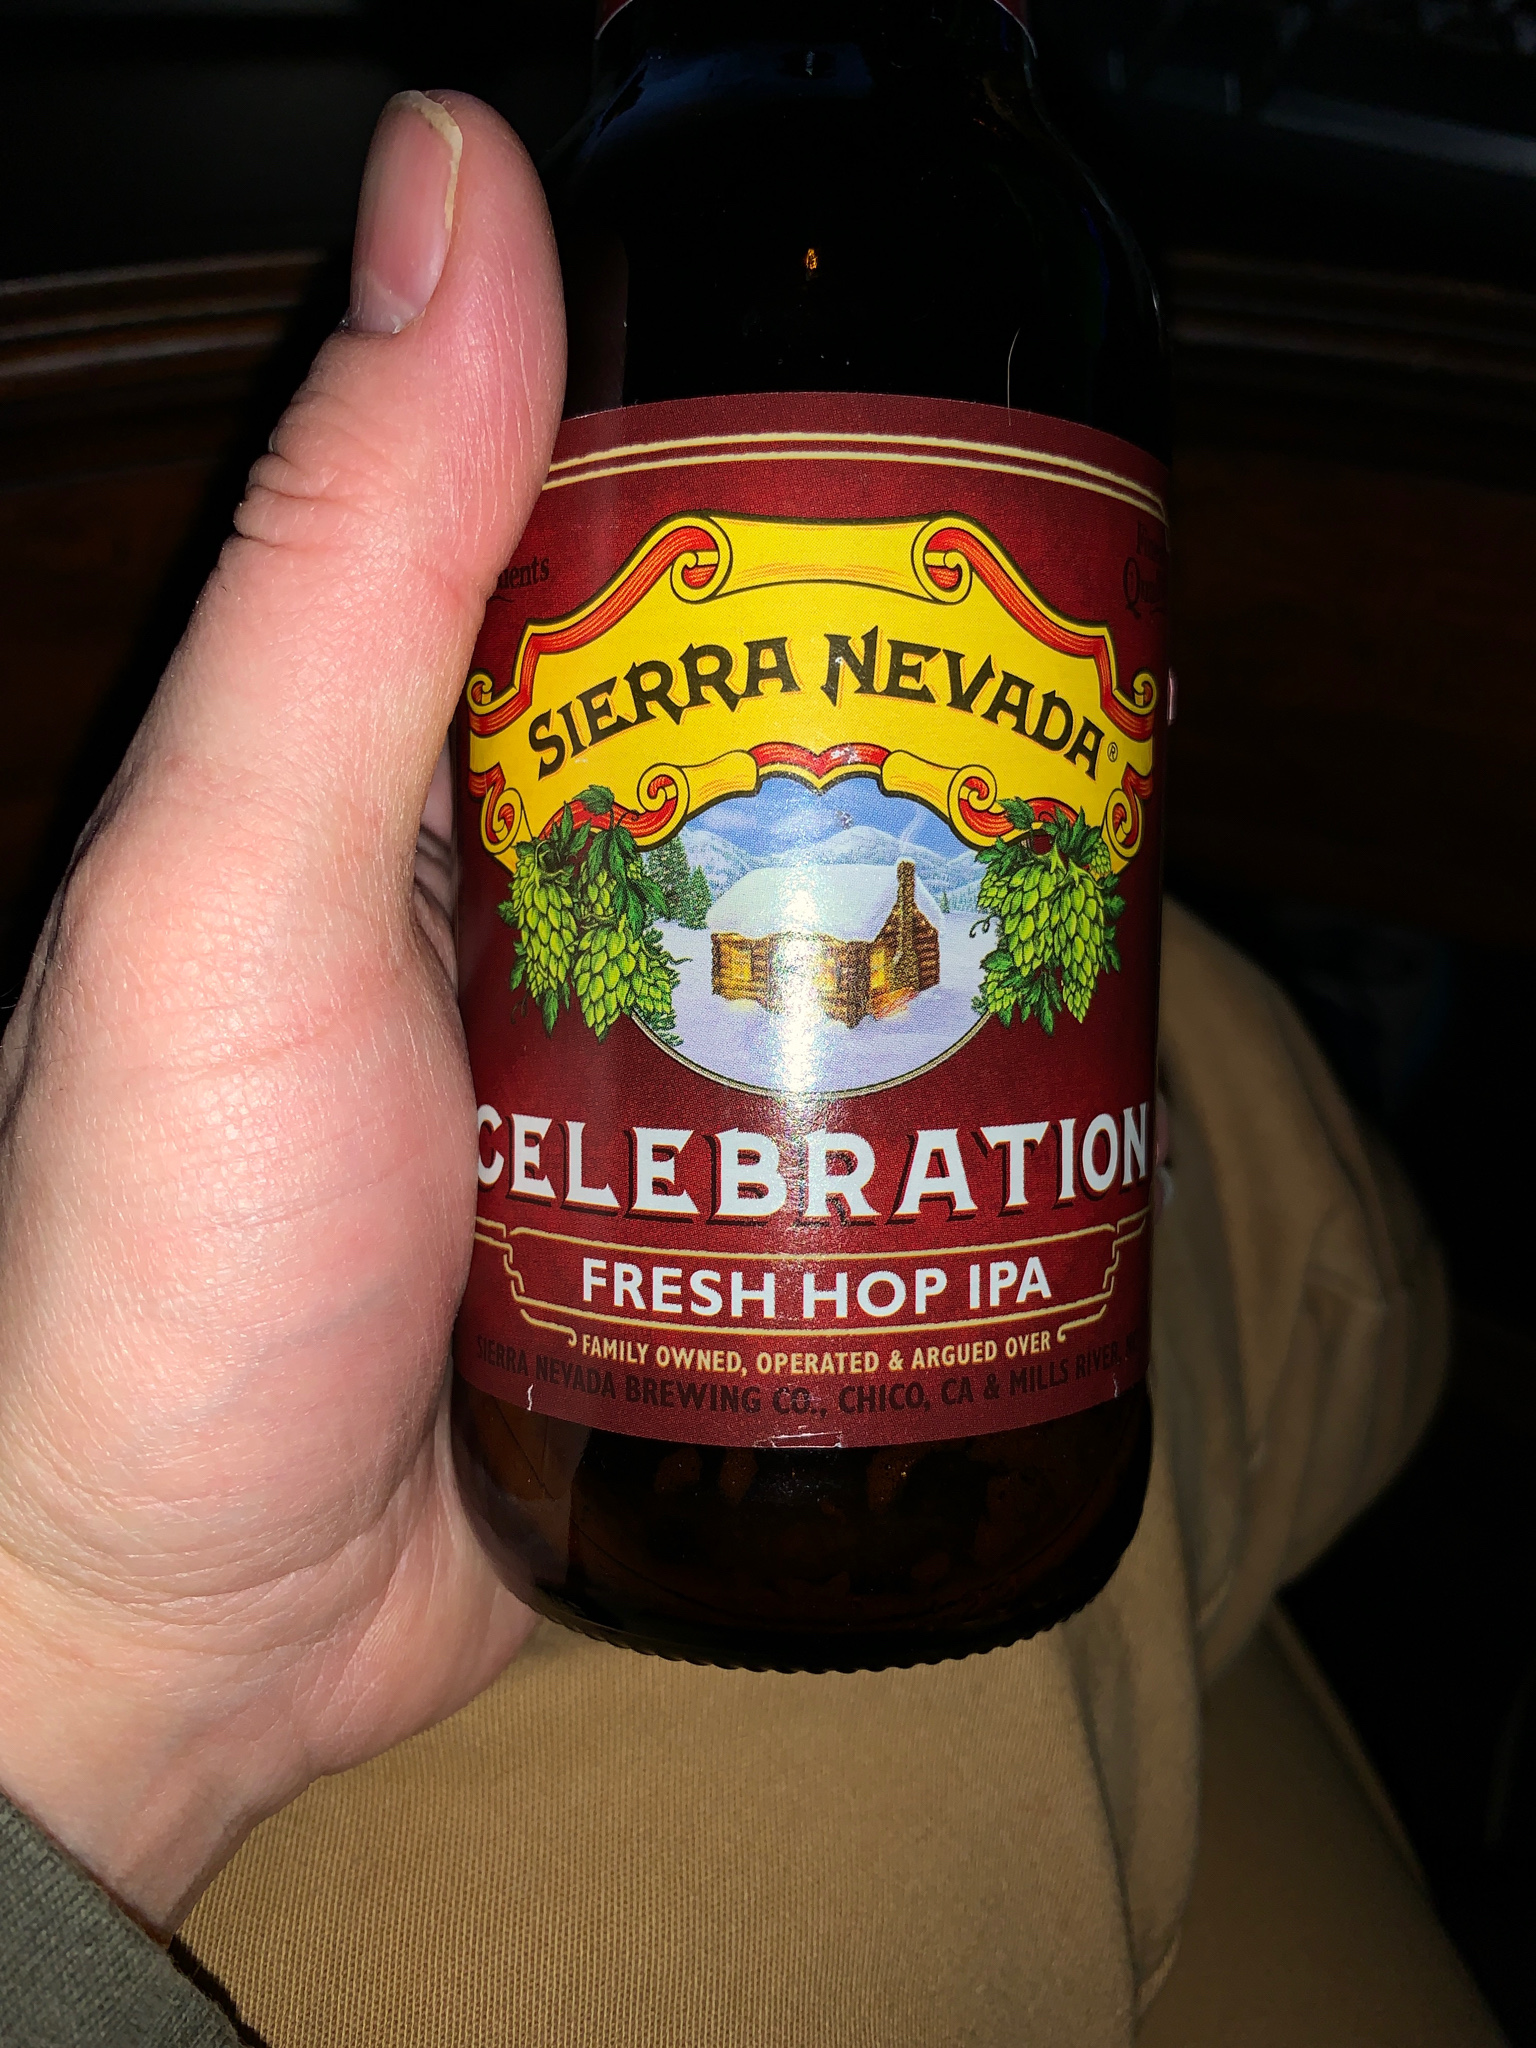 SIERRA NEVADA®
CELEBRATION
FRESH HOP IPA
FAMILY OWNED, OPERATED & ARGUED OVER
SIERRA NEVADA BREWING CO., CHICO, CA & MILLS RIVER,